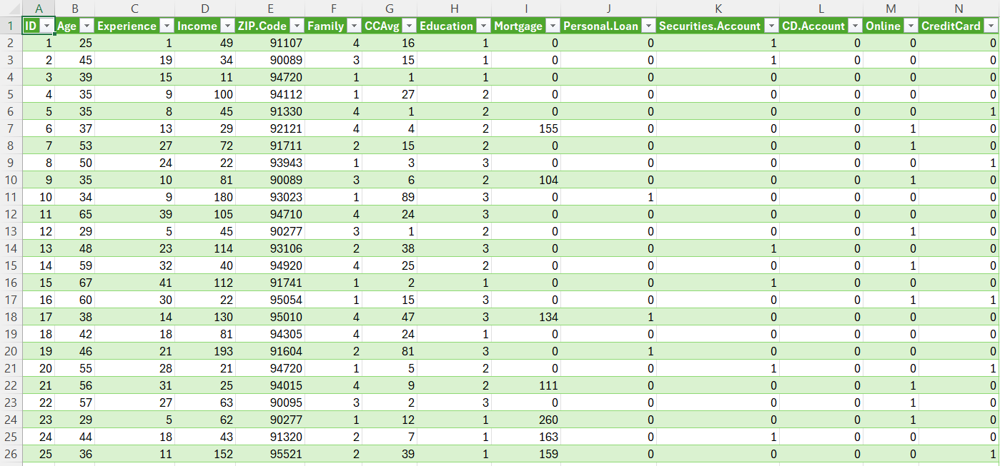 A B C D E F G H I J K L M N
1 ID Age Experience Income ZIP.Code Family CCAvg Education Mortgage Personal.Loan Securities.Account CD.Account Online CreditCard
2 1 25 1 49 91107 4 16 1 0 0 1 0 0 0
3 2 45 19 34 90089 3 15 1 0 0 1 0 0 0
4 3 39 15 11 94720 1 1 1 0 0 0 0 0 0
5 4 35 9 100 94112 1 27 2 0 0 0 0 0 0
6 5 35 8 45 91330 4 1 2 0 0 0 0 0 1
7 6 37 13 29 92121 4 4 2 155 0 0 0 1 0
8 7 53 27 72 91711 2 15 2 0 0 0 0 1 0
9 8 50 24 22 93943 1 3 3 0 0 0 0 0 1
10 9 35 10 81 90089 3 6 2 104 0 0 0 1 0
11 10 34 9 180 93023 1 89 3 0 1 0 0 0 0
12 11 65 39 105 94710 4 24 3 0 0 0 0 0 0
13 12 29 5 45 90277 3 1 2 0 0 0 0 1 0
14 13 48 23 114 93106 2 38 3 0 0 1 0 0 0
15 14 59 32 40 94920 4 25 2 0 0 0 0 1 0
16 15 67 41 112 91741 1 2 1 0 0 1 0 0 0
17 16 60 30 22 95054 1 15 3 0 0 0 0 1 1
18 17 38 14 130 95010 4 47 3 134 1 0 0 0 0
19 18 42 18 81 94305 4 24 1 0 0 0 0 0 0
20 19 46 21 193 91604 2 81 3 0 1 0 0 0 0
21 20 55 28 21 94720 1 5 2 0 0 1 0 0 1
22 21 56 31 25 94015 4 9 2 111 0 0 0 1 0
23 22 57 27 63 90095 3 2 3 0 0 0 0 1 0
24 23 29 5 62 90277 1 12 1 260 0 0 0 1 0
25 24 44 18 43 91320 2 7 1 163 0 1 0 0 0
26 25 36 11 152 95521 2 39 1 159 0 0 0 0 1